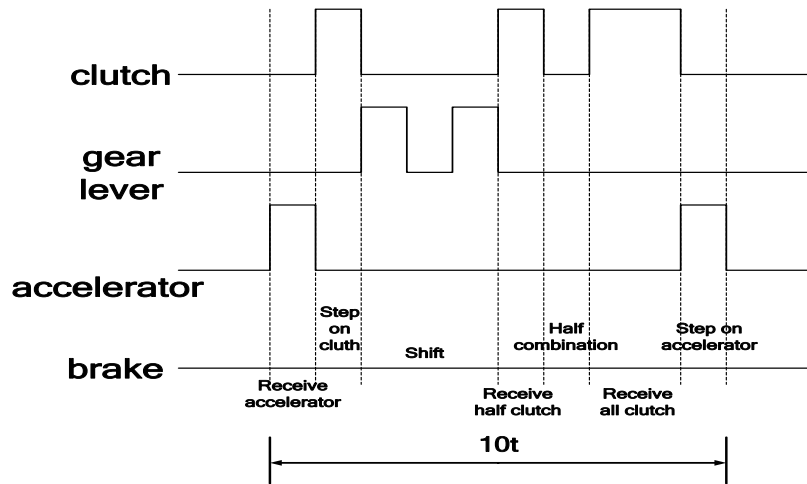 clutch
gear
lever
accelerator
Step
on
cluth
Shift
Half
combination
Step on
accelerator
brake
Receive
accelerator
Receive
half clutch
Receive
all clutch
10t